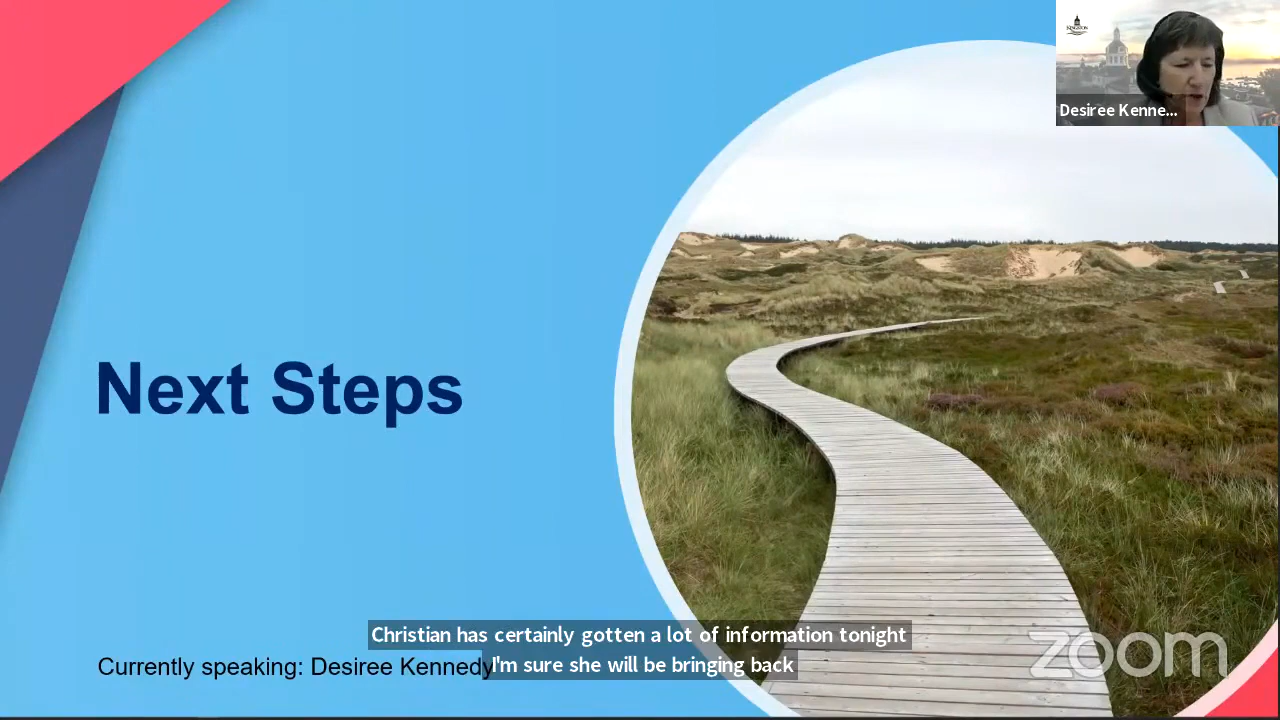 KINGSTON
Desiree Kenne...
Next Steps
Christian has certainly gotten a lot of information tonight
Currently speaking: Desiree Kennedy
I'm sure she will be bringing back
zoom